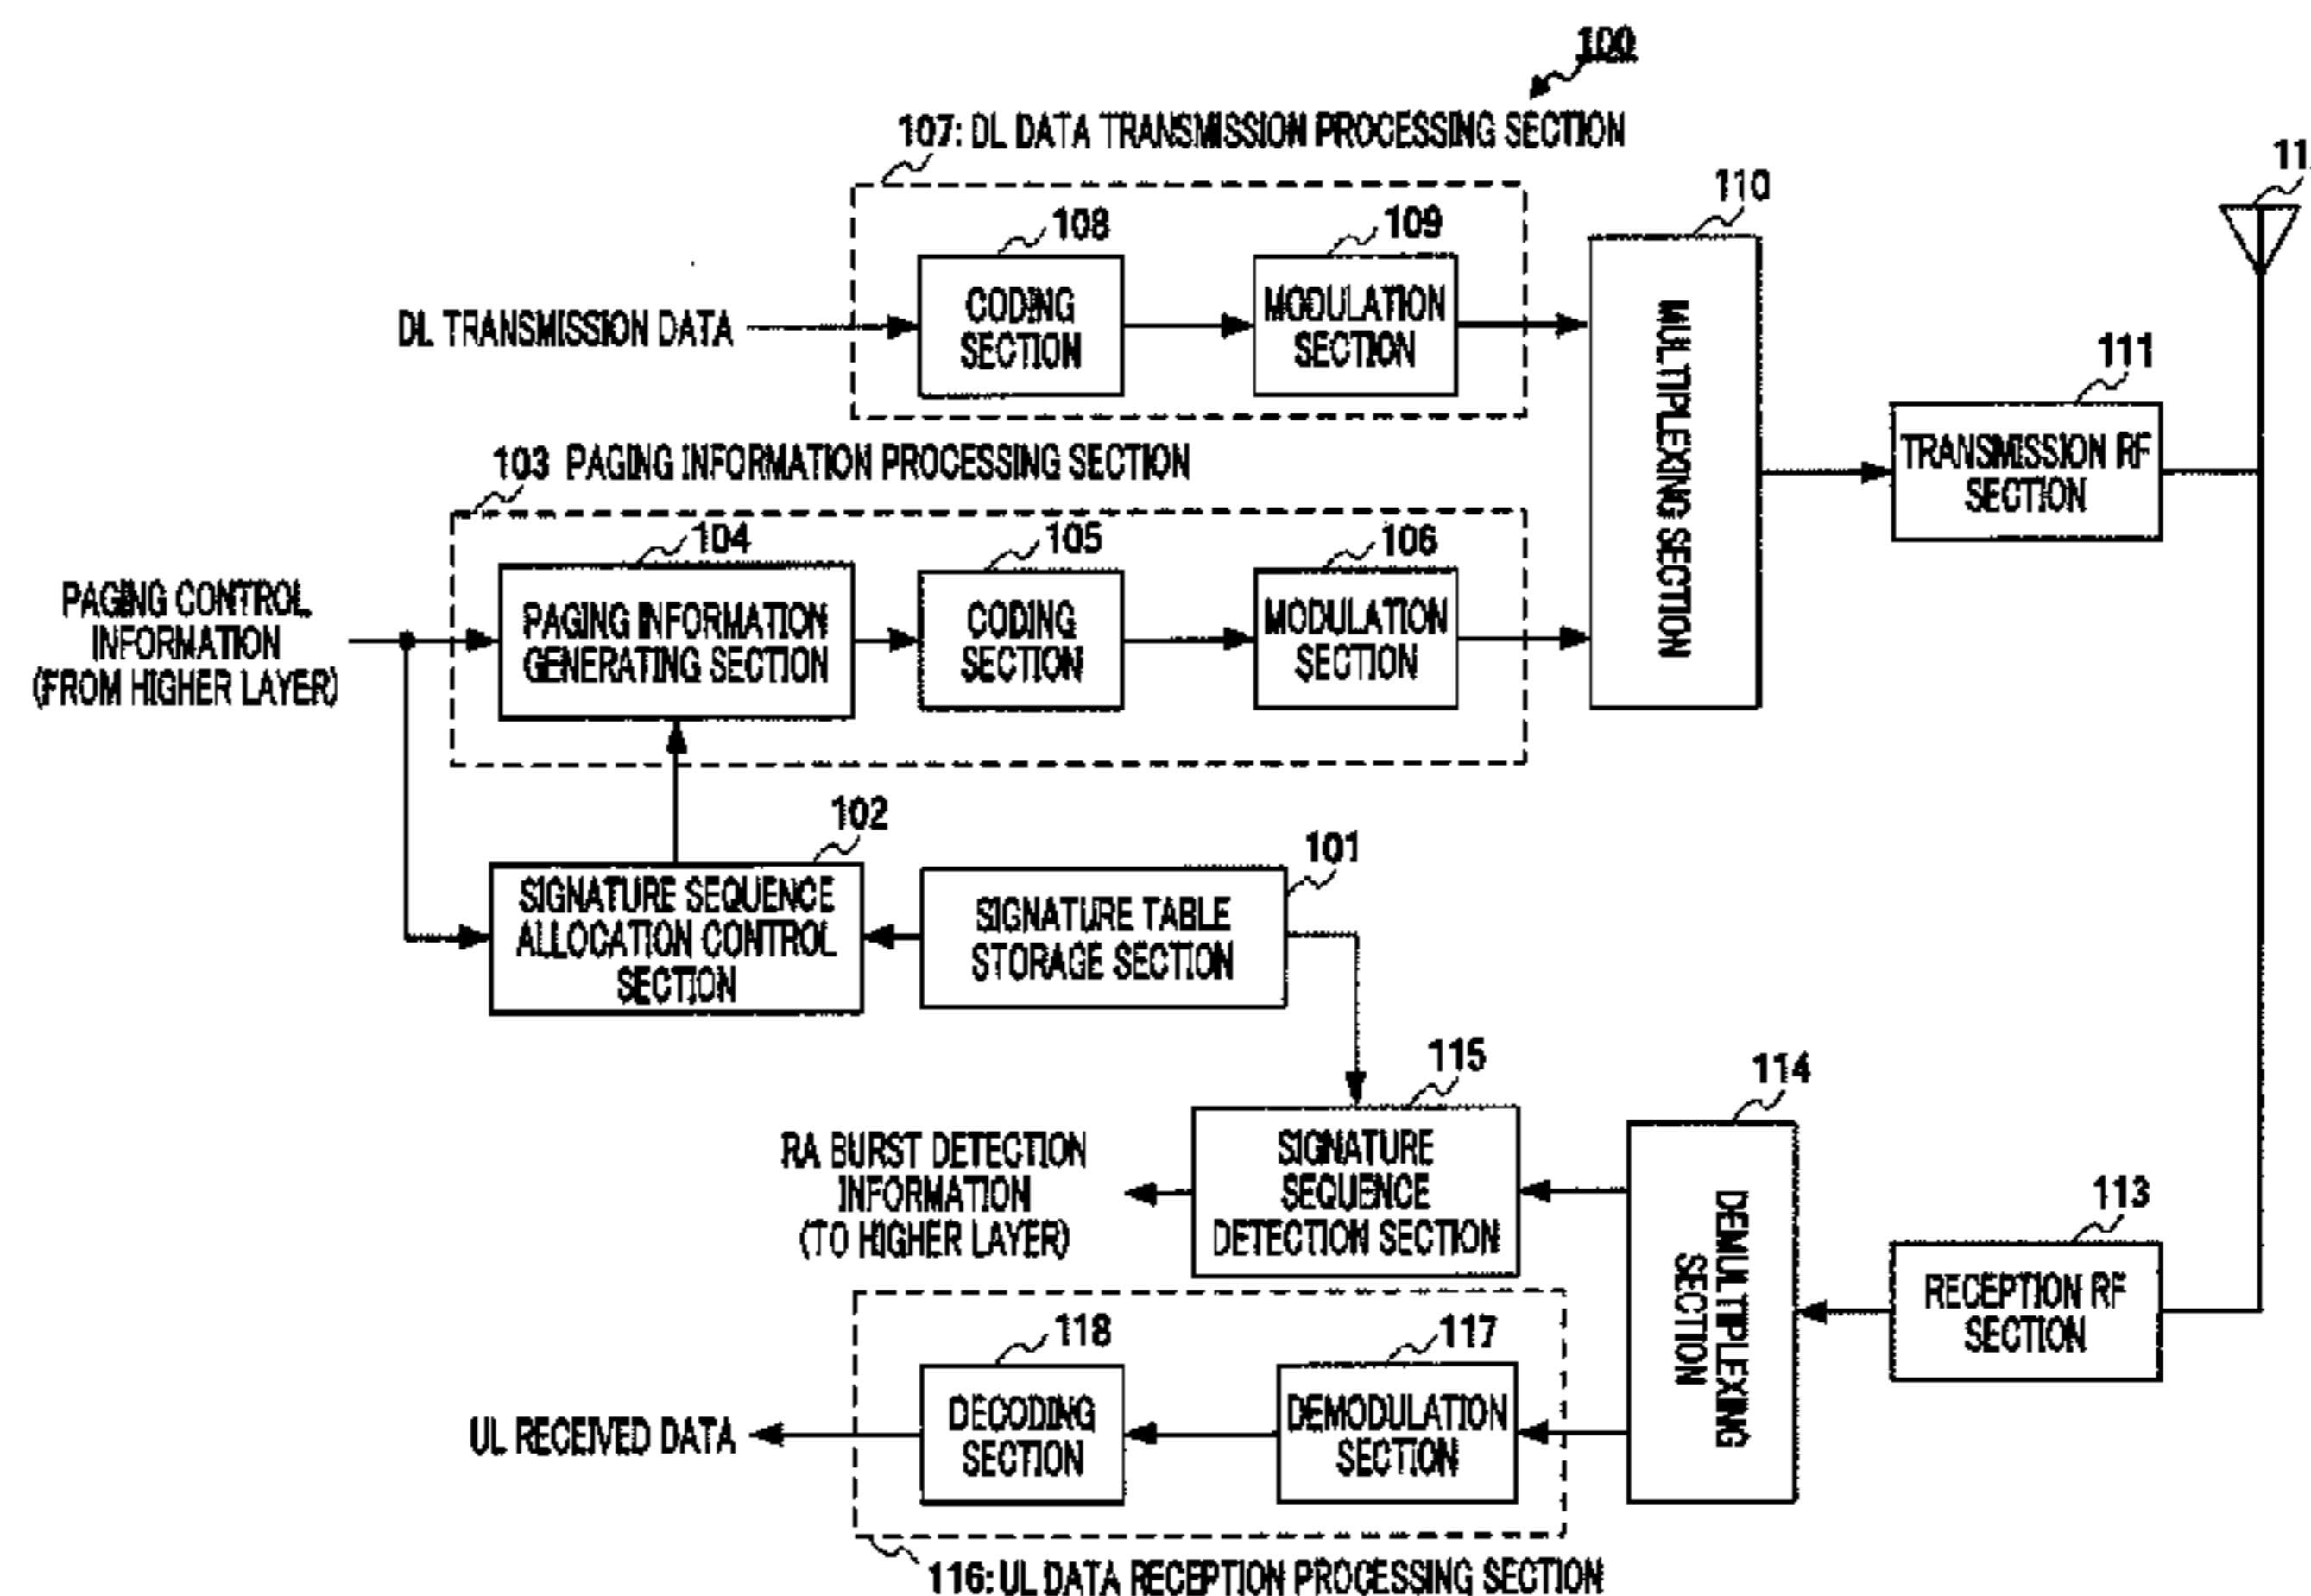 100
107: DL DATA TRANSMISSION PROCESSING SECTION
108
CODING
SECTION
109
MODULATION
SECTION
DL TRANSMISSION DATA
110
MULTIPLEXING SECTION
111
TRANSMISSION RF
SECTION
103 PAGING INFORMATION PROCESSING SECTION
PAGING CONTROL
INFORMATION
(FROM HIGHER LAYER)
104
PAGING INFORMATION
GENERATING SECTION
105
CODING
SECTION
106
MODULATION
SECTION
102
SIGNATURE SEQUENCE
ALLOCATION CONTROL
SECTION
101
SIGNATURE TABLE
STORAGE SECTION
115
SIGNATURE
SEQUENCE
DETECTION SECTION
RA BURST DETECTION
INFORMATION
(TO HIGHER LAYER)
114
DEMULTIPLEXING
SECTION
113
RECEPTION RF
SECTION
118
DECODING
SECTION
117
DEMODULATION
SECTION
UL RECEIVED DATA
116: UL DATA RECEPTION PROCESSING SECTION